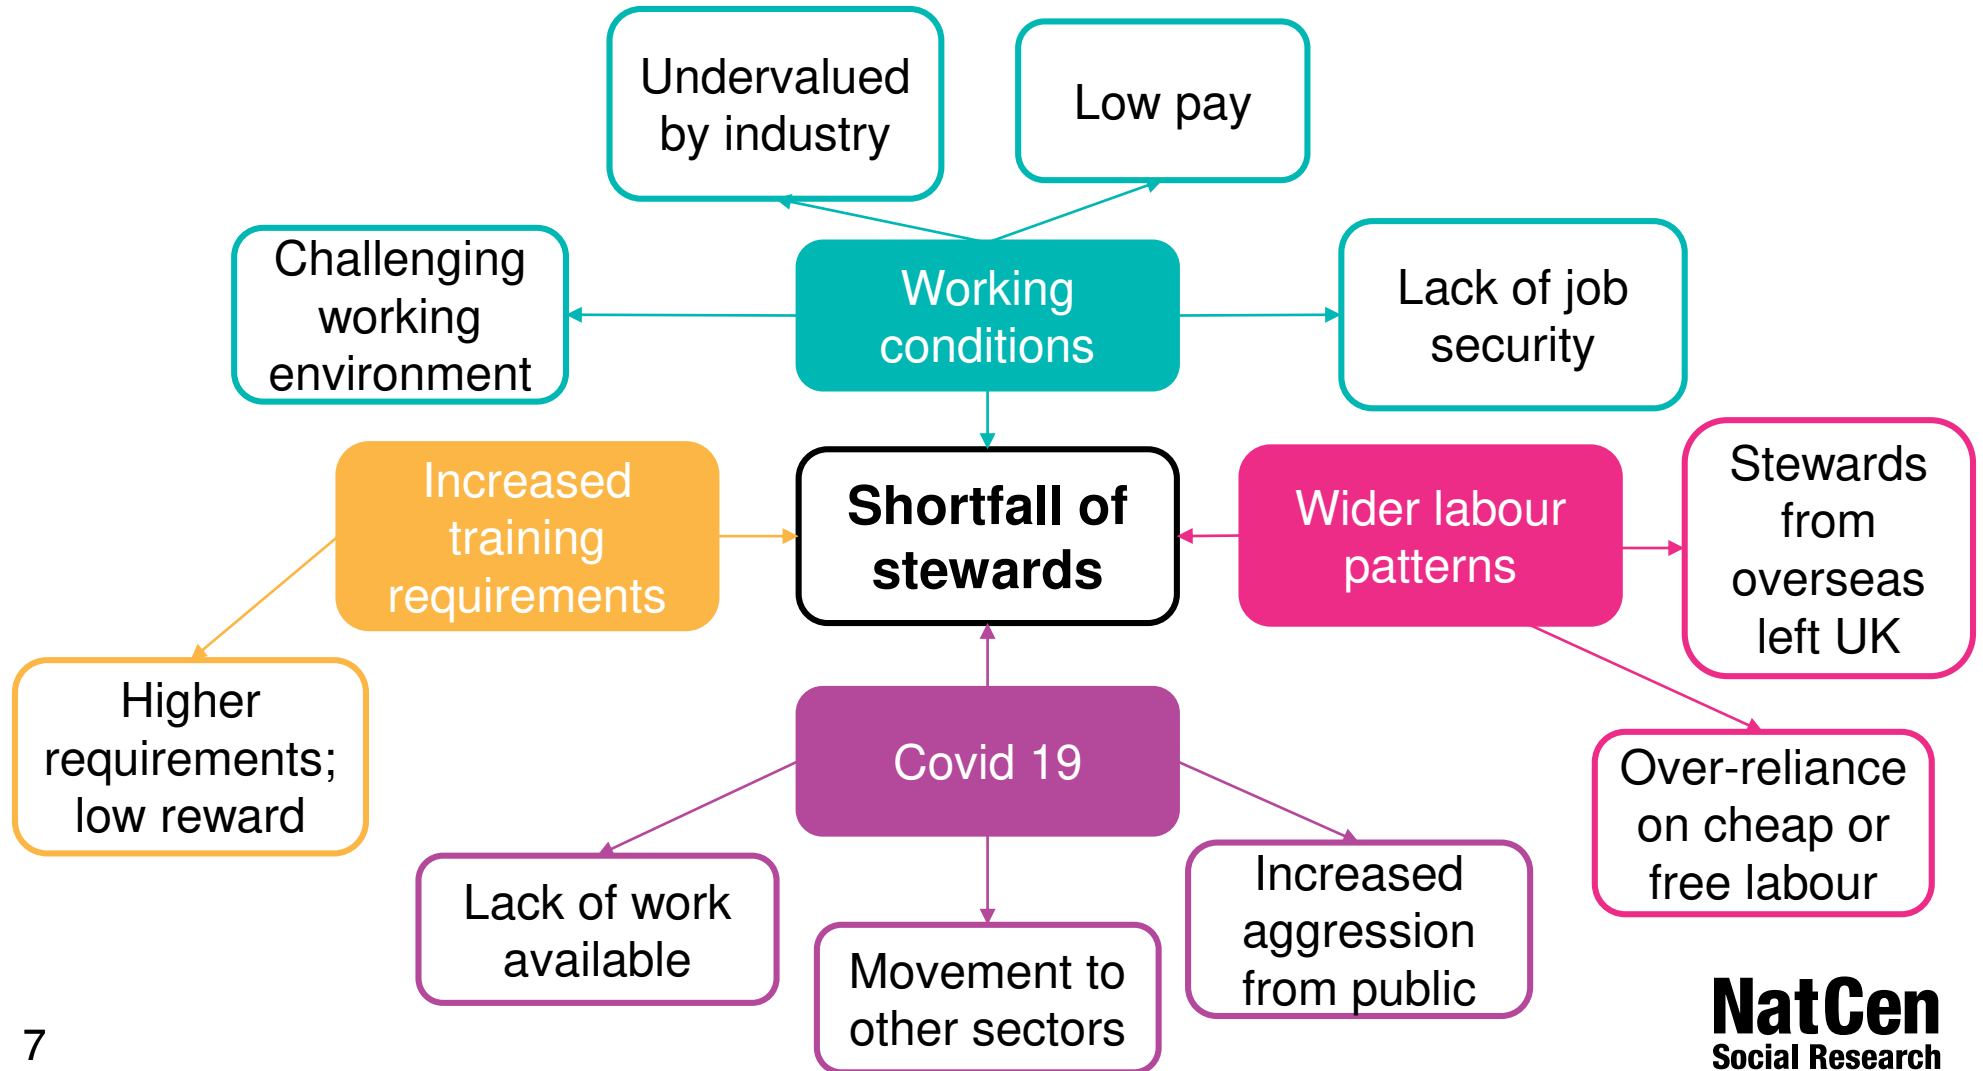 Undervalued
by industry
Low pay
Challenging
working
environment
Working
conditions
Lack of job
security
Increased
training
requirements
Shortfall of
stewards
Wider labour
patterns
Stewards
from
overseas
left UK
Higher
requirements;
low reward
Covid 19
Over-reliance
on cheap or
free labour
Lack of work
available
Movement to
other sectors
Increased
aggression
from public
7
NatCen
Social Research